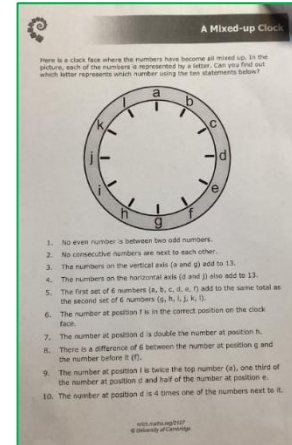 A Mixed-up Clock
Here is a clock face where the numbers have become all mixed up. In the
picture, each of the numbers is represented by a letter. Can you find out
which letter represents which number using the ten statements below?
a
b
c
d
e
f
g
h
i
j
k
l
1. No even number is between two odd numbers.
2. No consecutive numbers are next to each other.
3. The numbers on the vertical axis (a and g) add to 13.
4. The numbers on the horizontal axis (d and j) also add to 13.
5. The first set of 6 numbers (a, b, c, d, e, f) add to the same total as
the second set of 6 numbers (g, h, i, j, k, l).
6. The number at position f is in the correct position on the clock
face.
7. The number at position d is double the number at position h.
8. There is a difference of 6 between the number at position g and
the number before it (f).
9. The number at position l is twice the top number (a), one third of
the number at position d and half of the number at position e.
10. The number at position d is 4 times one of the numbers next to it.
nrich.maths.org/2127
© University of Cambridge